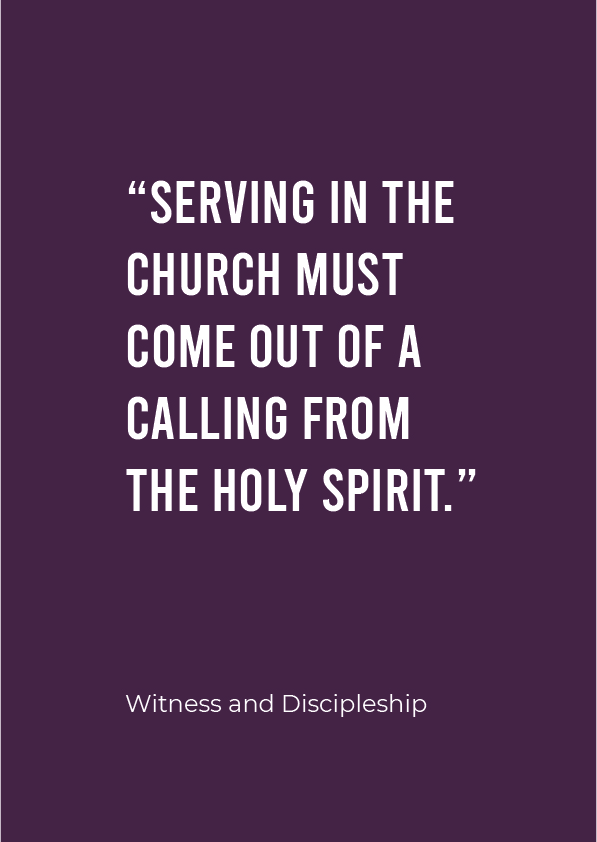 “SERVING IN THE
CHURCH MUST
COME OUT OF A
CALLING FROM
THE HOLY SPIRIT.”
Witness and Discipleship